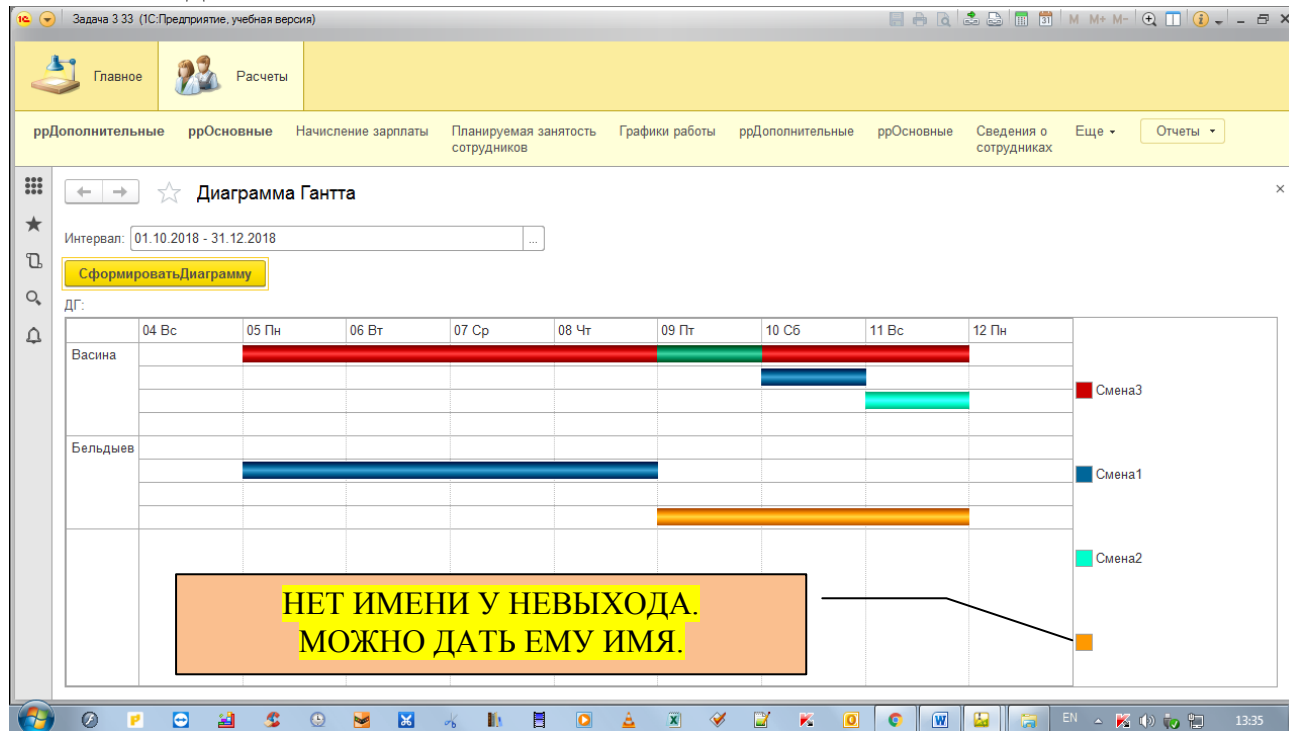 Задача 3 33 (1С:Предприятие, учебная версия)
M M+ M-
Главное
Расчеты
ррДополнительные ррОсновные Начисление зарплаты Планируемая занятость сотрудников Графики работы ррДополнительные ррОсновные Сведения о сотрудниках Еще Отчеты
Диаграмма Гантта
Интервал: 01.10.2018 - 31.12.2018 ...
СформироватьДиаграмму
ДГ:
04 Вс 05 Пн 06 Вт 07 Ср 08 Чт 09 Пт 10 Сб 11 Вс 12 Пн
Васина
Смена3
Бельдыев
Смена1
Смена2
НЕТ ИМЕНИ У НЕВЫХОДА.
МОЖНО ДАТЬ ЕМУ ИМЯ.
EN 13:35